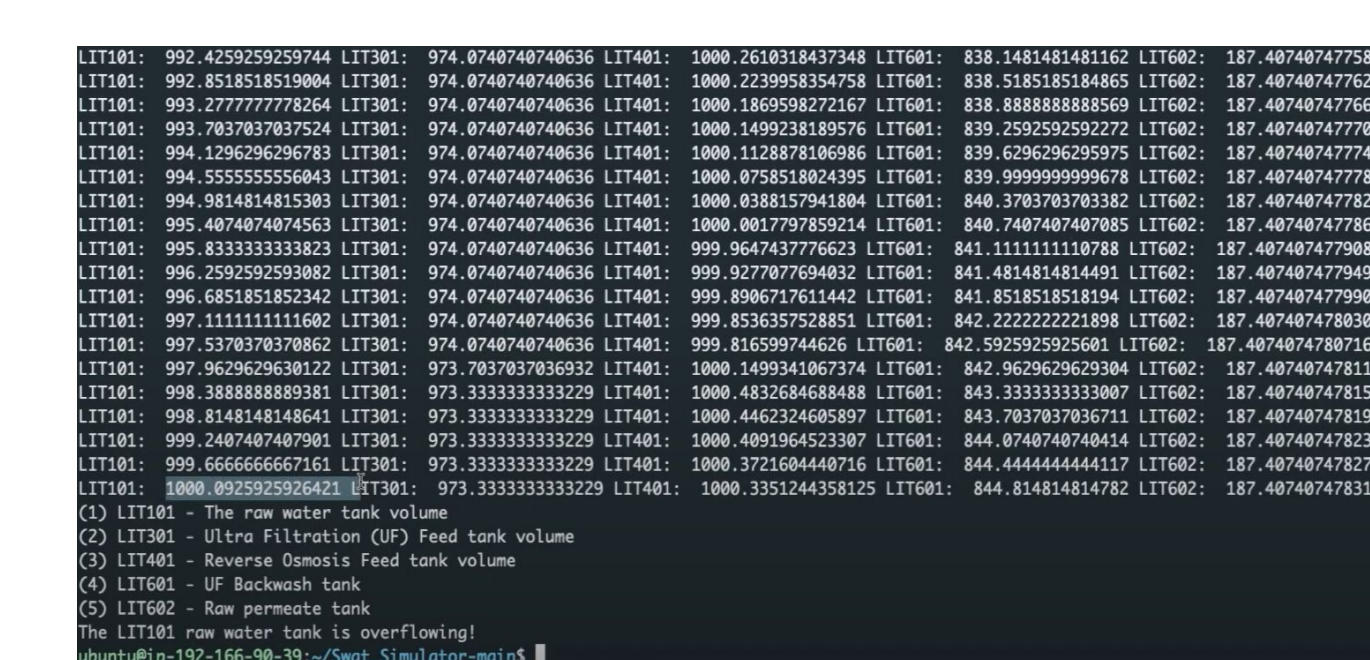 LIT101: 992.4259259259744 LIT301: 974.0740740740636 LIT401: 1000.2610318437348 LIT601: 838.1481481481162 LIT602: 187.40740747758
LIT101: 992.8518518519004 LIT301: 974.0740740740636 LIT401: 1000.2239958354758 LIT601: 838.5185185184865 LIT602: 187.40740747762
LIT101: 993.2777777778264 LIT301: 974.0740740740636 LIT401: 1000.1869598272167 LIT601: 838.8888888888569 LIT602: 187.40740747766
LIT101: 993.7037037037524 LIT301: 974.0740740740636 LIT401: 1000.1499238189576 LIT601: 839.2592592592272 LIT602: 187.40740747770
LIT101: 994.1296296296783 LIT301: 974.0740740740636 LIT401: 1000.1128878106986 LIT601: 839.6296296295975 LIT602: 187.40740747774
LIT101: 994.5555555556043 LIT301: 974.0740740740636 LIT401: 1000.0758518024395 LIT601: 839.9999999999678 LIT602: 187.40740747778
LIT101: 994.9814814815303 LIT301: 974.0740740740636 LIT401: 1000.0388157941804 LIT601: 840.3703703703382 LIT602: 187.40740747782
LIT101: 995.4074074074563 LIT301: 974.0740740740636 LIT401: 1000.0017797859214 LIT601: 840.7407407407085 LIT602: 187.40740747786
LIT101: 995.8333333333823 LIT301: 974.0740740740636 LIT401: 999.9647437776623 LIT601: 841.1111111110788 LIT602: 187.407407477908
LIT101: 996.2592592593082 LIT301: 974.0740740740636 LIT401: 999.9277077694032 LIT601: 841.4814814814491 LIT602: 187.407407477949
LIT101: 996.6851851852342 LIT301: 974.0740740740636 LIT401: 999.8906717611442 LIT601: 841.8518518518194 LIT602: 187.407407477990
LIT101: 997.1111111111602 LIT301: 974.0740740740636 LIT401: 999.8536357528851 LIT601: 842.2222222221898 LIT602: 187.407407478030
LIT101: 997.5370370370862 LIT301: 974.0740740740636 LIT401: 999.816599744626 LIT601: 842.5925925925601 LIT602: 187.4074074780716
LIT101: 997.9629629630122 LIT301: 973.7037037036932 LIT401: 1000.1499341067374 LIT601: 842.9629629629304 LIT602: 187.40740747811
LIT101: 998.3888888889381 LIT301: 973.3333333333229 LIT401: 1000.4832684688488 LIT601: 843.3333333333007 LIT602: 187.40740747815
LIT101: 998.8148148148641 LIT301: 973.3333333333229 LIT401: 1000.4462324605897 LIT601: 843.7037037036711 LIT602: 187.40740747819
LIT101: 999.2407407407901 LIT301: 973.3333333333229 LIT401: 1000.4091964523307 LIT601: 844.0740740740414 LIT602: 187.40740747823
LIT101: 999.6666666667161 LIT301: 973.3333333333229 LIT401: 1000.3721604440716 LIT601: 844.4444444444117 LIT602: 187.40740747827
LIT101: 1000.0925925926421 LIT301: 973.3333333333229 LIT401: 1000.3351244358125 LIT601: 844.814814814782 LIT602: 187.40740747831
(1) LIT101 - The raw water tank volume
(2) LIT301 - Ultra Filtration (UF) Feed tank volume
(3) LIT401 - Reverse Osmosis Feed tank volume
(4) LIT601 - UF Backwash tank
(5) LIT602 - Raw permeate tank
The LIT101 raw water tank is overflowing!
ubuntu@ip-192-166-90-39:~/Swat_Simulator-main$